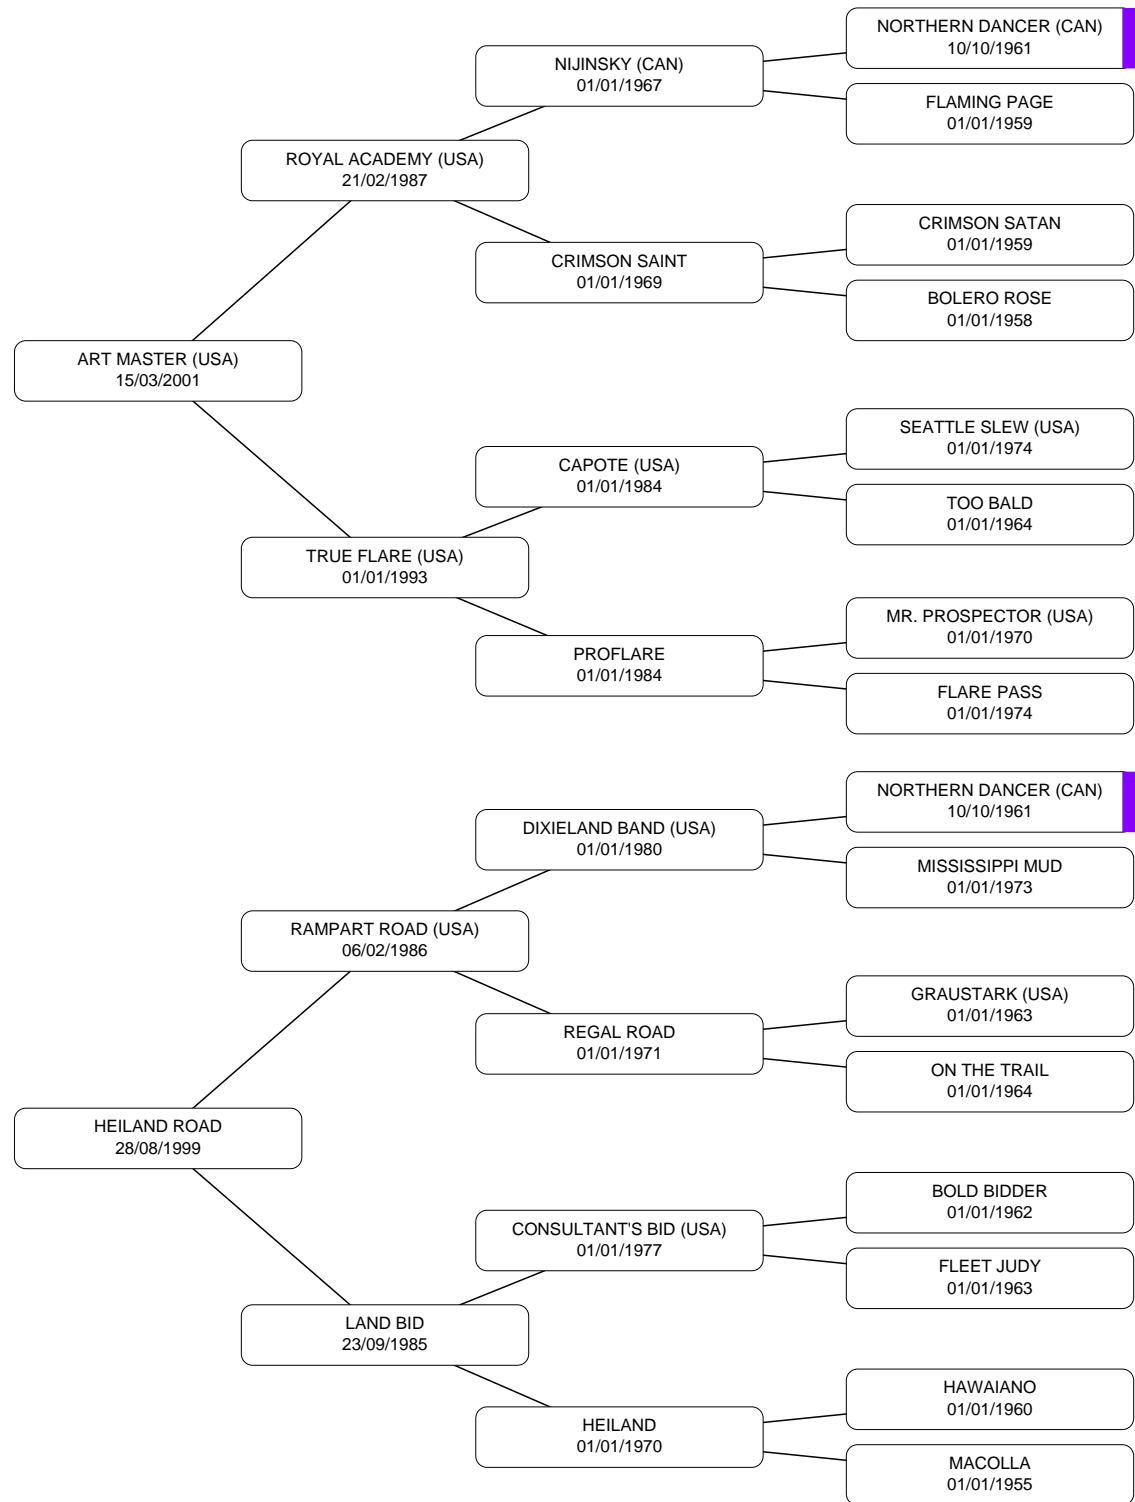 NORTHERN DANCER (CAN)
10/10/1961
NIJINSKY (CAN)
01/01/1967
FLAMING PAGE
01/01/1959
ROYAL ACADEMY (USA)
21/02/1987
CRIMSON SATAN
01/01/1959
CRIMSON SAINT
01/01/1969
BOLERO ROSE
01/01/1958
ART MASTER (USA)
15/03/2001
SEATTLE SLEW (USA)
01/01/1974
CAPOTE (USA)
01/01/1984
TOO BALD
01/01/1964
TRUE FLARE (USA)
01/01/1993
MR. PROSPECTOR (USA)
01/01/1970
PROFLARE
01/01/1984
FLARE PASS
01/01/1974
NORTHERN DANCER (CAN)
10/10/1961
DIXIELAND BAND (USA)
01/01/1980
MISSISSIPPI MUD
01/01/1973
RAMPART ROAD (USA)
06/02/1986
GRAUSTARK (USA)
01/01/1963
REGAL ROAD
01/01/1971
ON THE TRAIL
01/01/1964
HEILAND ROAD
28/08/1999
BOLD BIDDER
01/01/1962
CONSULTANT'S BID (USA)
01/01/1977
FLEET JUDY
01/01/1963
LAND BID
23/09/1985
HAWAIANO
01/01/1960
HEILAND
01/01/1970
MACOLLA
01/01/1955